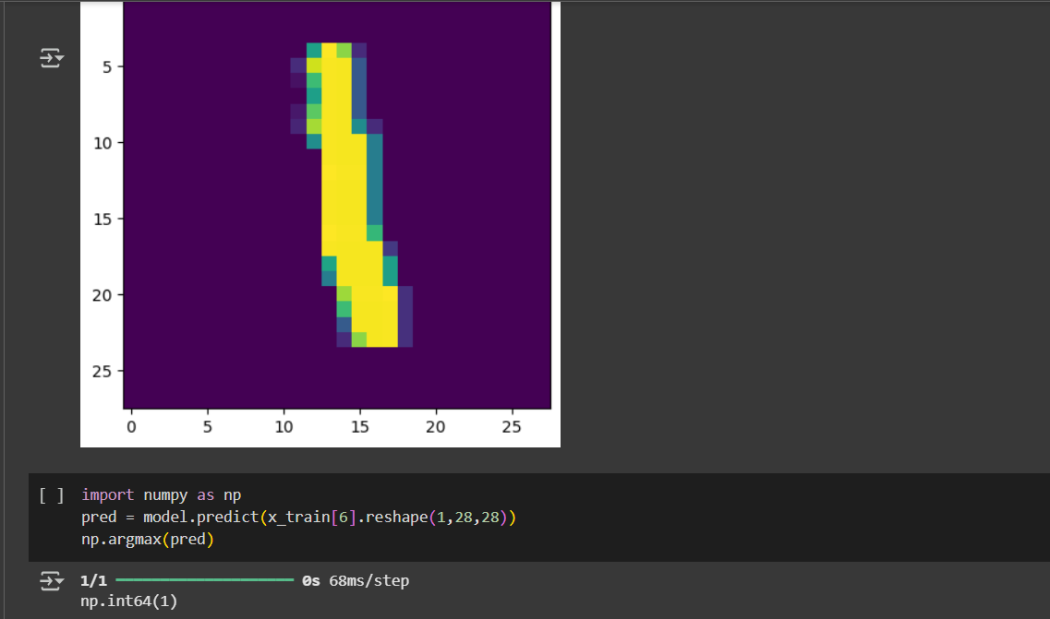 5
10
15
20
25
0 5 10 15 20 25
[ ] import numpy as np
pred = model.predict(x_train[6].reshape(1,28,28))
np.argmax(pred)
1/1 0s 68ms/step
np.int64(1)